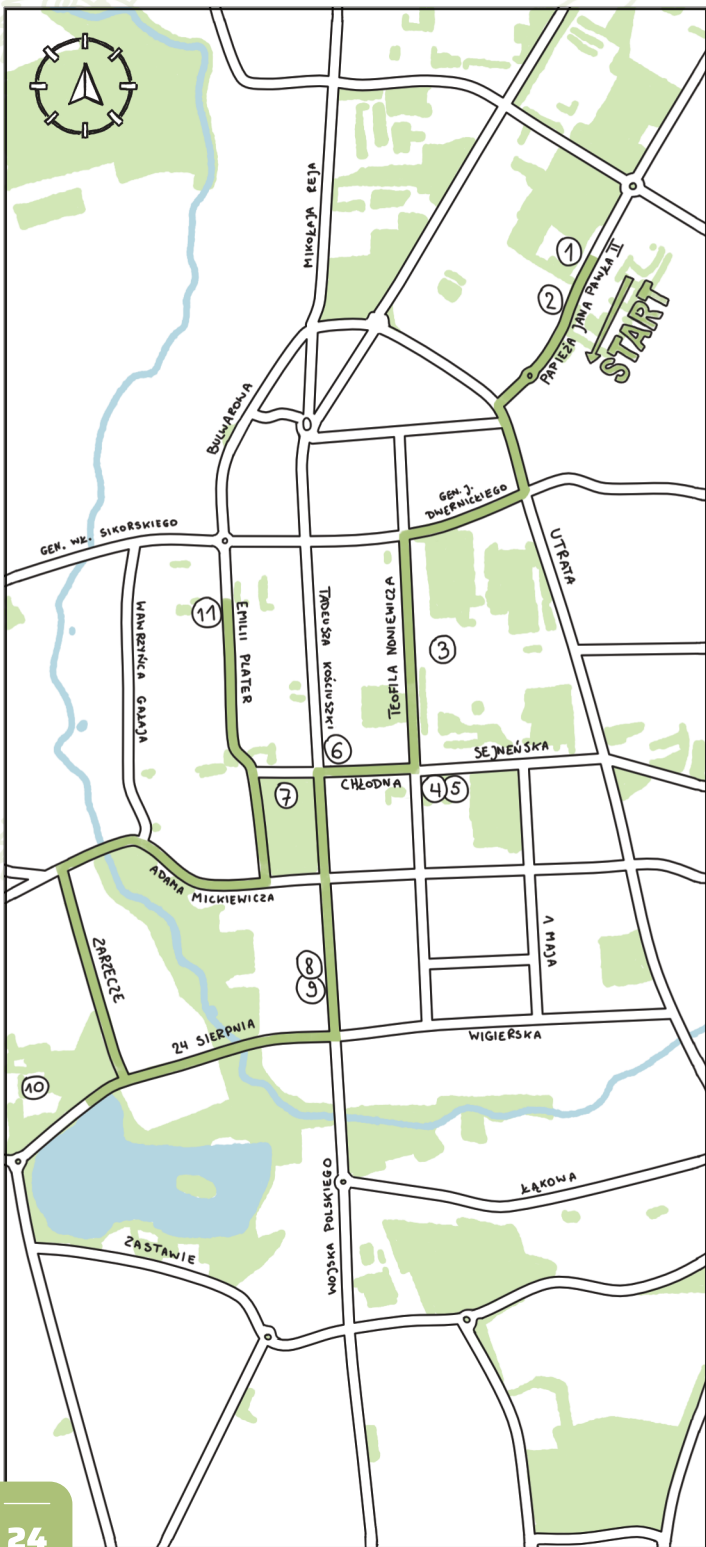 MIKOŁAJA REJA
1
2
PAPIEŻA JANA PAWŁA II
START
BULWAROWA
GEN. J.
DWERNICKIEGO
GEN. WŁ. SIKORSKIEGO
UTRATA
WAWRZYŃCA GAŁAJA
11
EMILII PLATER
TADEUSZA KOŚCIUSZKI
TEOFILA NONIEWICZA
3
6
SEJNEŃSKA
CHŁODNA
7
4
5
ADAMA MICKIEWICZA
1 MAJA
ZARZECZE
8
9
24 SIERPNIA
WIGIERSKA
10
WOJSKA POLSKIEGO
ŁĄKOWA
ZASTAWIE
24